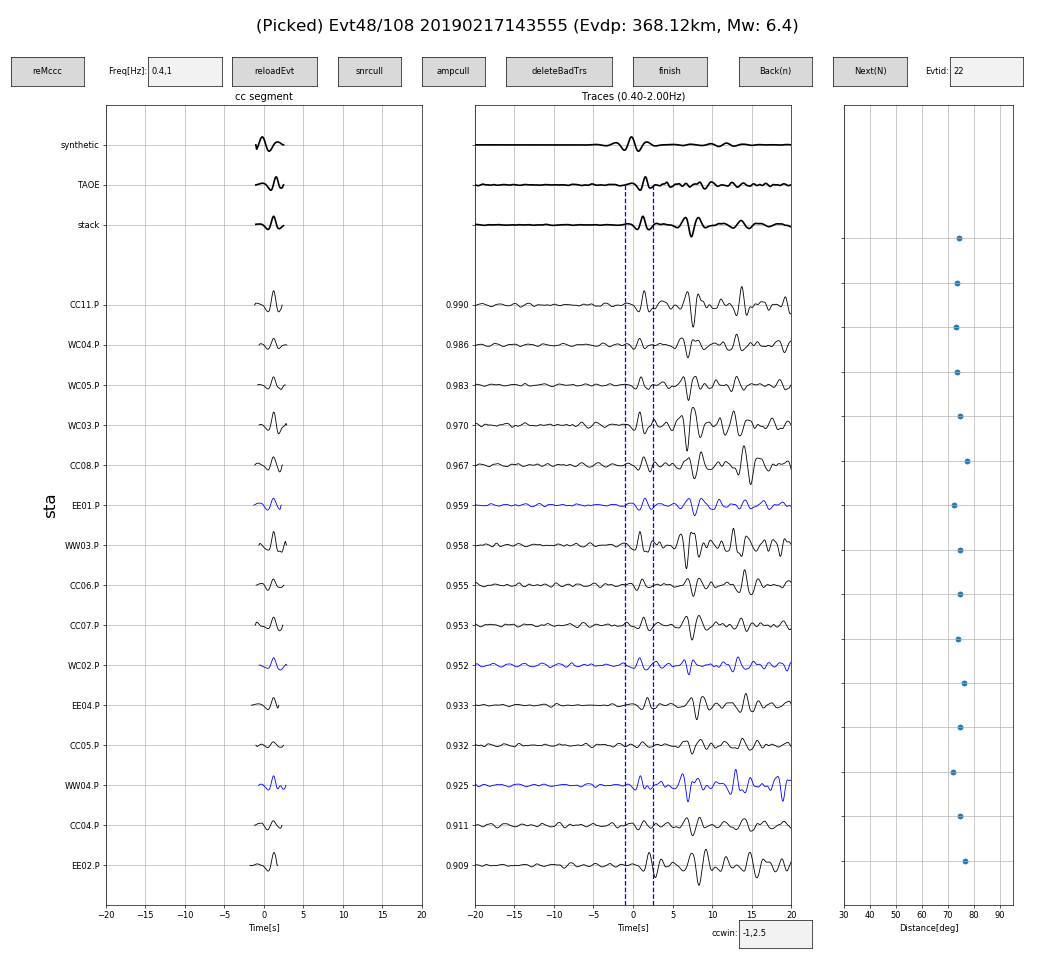 (Picked) Evt48/108 20190217143555 (Evdp: 368.12km, Mw: 6.4)
reMccc Freq[Hz]: 0.4,1 reloadEvt snrcull ampcull deleteBadTrs finish Back(n) Next(N) Evtid: 22
cc segment Traces (0.40-2.00Hz)
synthetic
TAOE
stack
CC11.P 0.990
WC04.P 0.986
WC05.P 0.983
WC03.P 0.970
CC08.P 0.967
sta
EE01.P 0.959
WW03.P 0.958
CC06.P 0.955
CC07.P 0.953
WC02.P 0.952
EE04.P 0.933
CC05.P 0.932
WW04.P 0.925
CC04.P 0.911
EE02.P 0.909
−20 −15 −10 −5 0 5 10 15 20 −20 −15 −10 −5 0 5 10 15 20 30 40 50 60 70 80 90
Time[s] Time[s] Distance[deg]
ccwin: -1,2.5